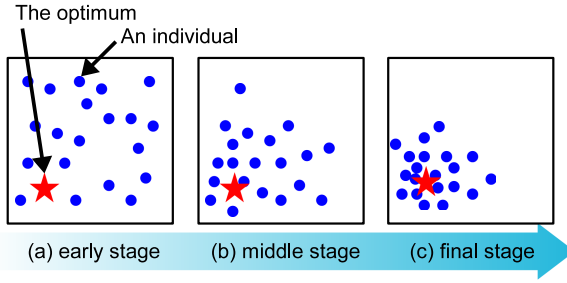 The optimum
An individual
(a) early stage
(b) middle stage
(c) final stage